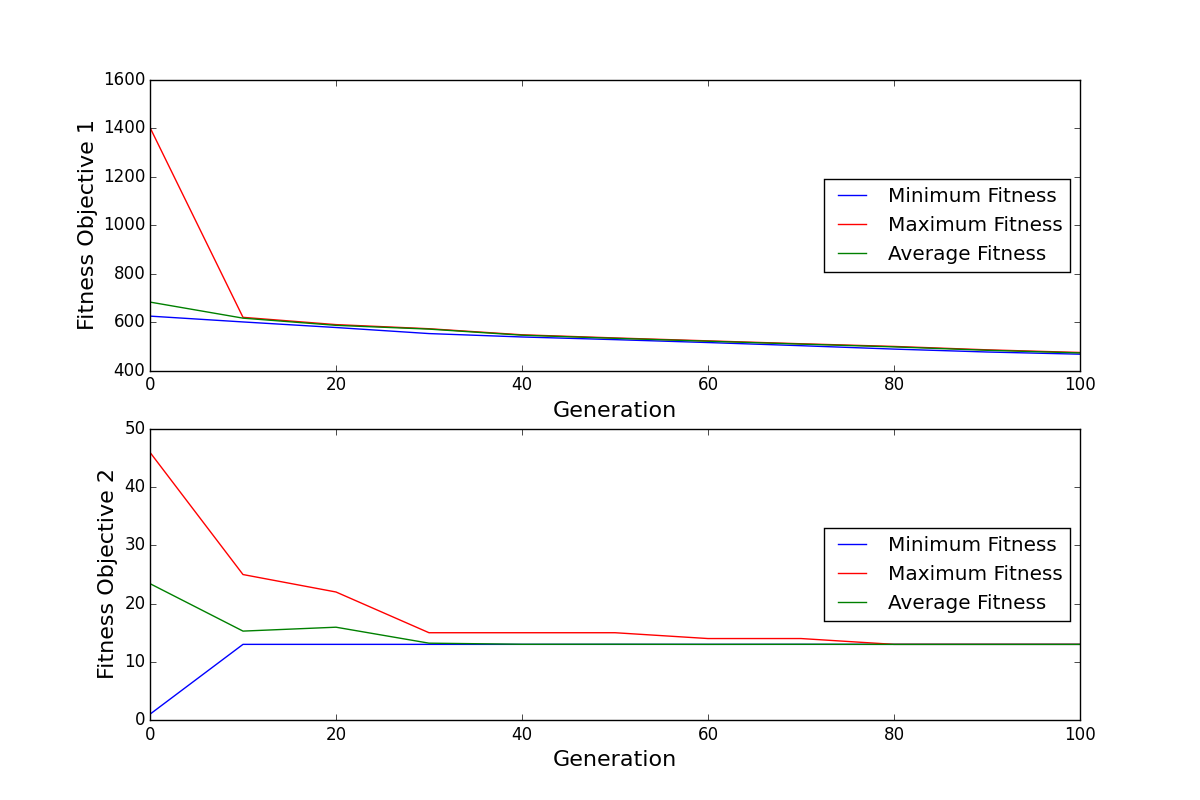 1600
1400
1200
1000
800
600
400
Fitness Objective 1
Minimum Fitness
Maximum Fitness
Average Fitness
0 20 40 60 80 100
Generation
50
40
30
20
10
0
Fitness Objective 2
Minimum Fitness
Maximum Fitness
Average Fitness
0 20 40 60 80 100
Generation